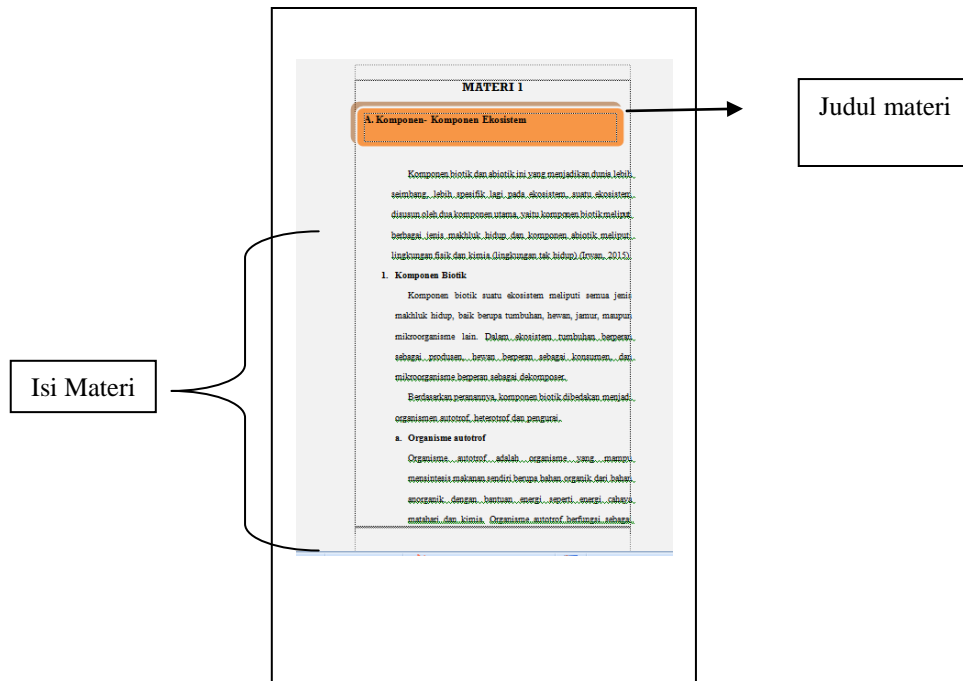 MATERI 1
Judul materi
A. Komponen- Komponen Ekosistem
Komponen biotik dan abiotik ini yang menjadikan dunia lebih
seimbang, lebih spesifik lagi pada ekosistem, suatu ekosistem
disusun oleh dua komponen utama, yaitu komponen biotik meliput
berbagai jenis makhluk hidup dan komponen abiotik meliput
lingkungan fisik dan kimia (lingkungan tak hidup) (Irwan, 2015)
1. Komponen Biotik
Komponen biotik suatu ekosistem meliputi semua jenis
makhluk hidup, baik berupa tumbuhan, hewan, jamur, maupun
mikroorganisme lain. Dalam ekosistem tumbuhan berperan
sebagai produsen, hewan berperan sebagai konsumen, dan
mikroorganisme berperan sebagai dekomposer.
Isi Materi
Berdasarkan peranannya, komponen biotik dibedakan menjad
organismen autotrof, heterotrof dan pengurai.
a. Organisme autotrof
Organisme autotrof adalah organisme yang mampu
mensintesis makanan sendiri berupa bahan organik dari bahan
anorganik dengan bantuan energi seperti energi cahaya
matahari dan kimia. Organisme autotrof berfungsi sebaga